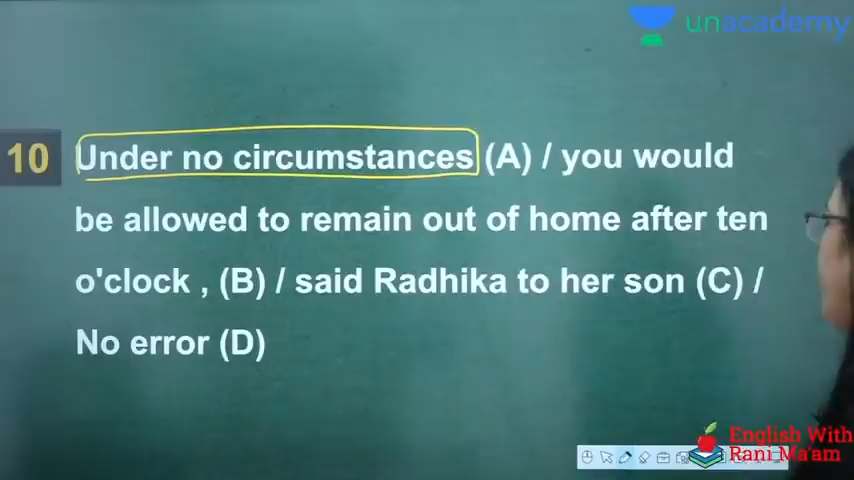 unacademy
10 Under no circumstances (A) / you would
be allowed to remain out of home after ten
o'clock , (B) / said Radhika to her son (C) /
No error (D)
English With
Rani Ma'am